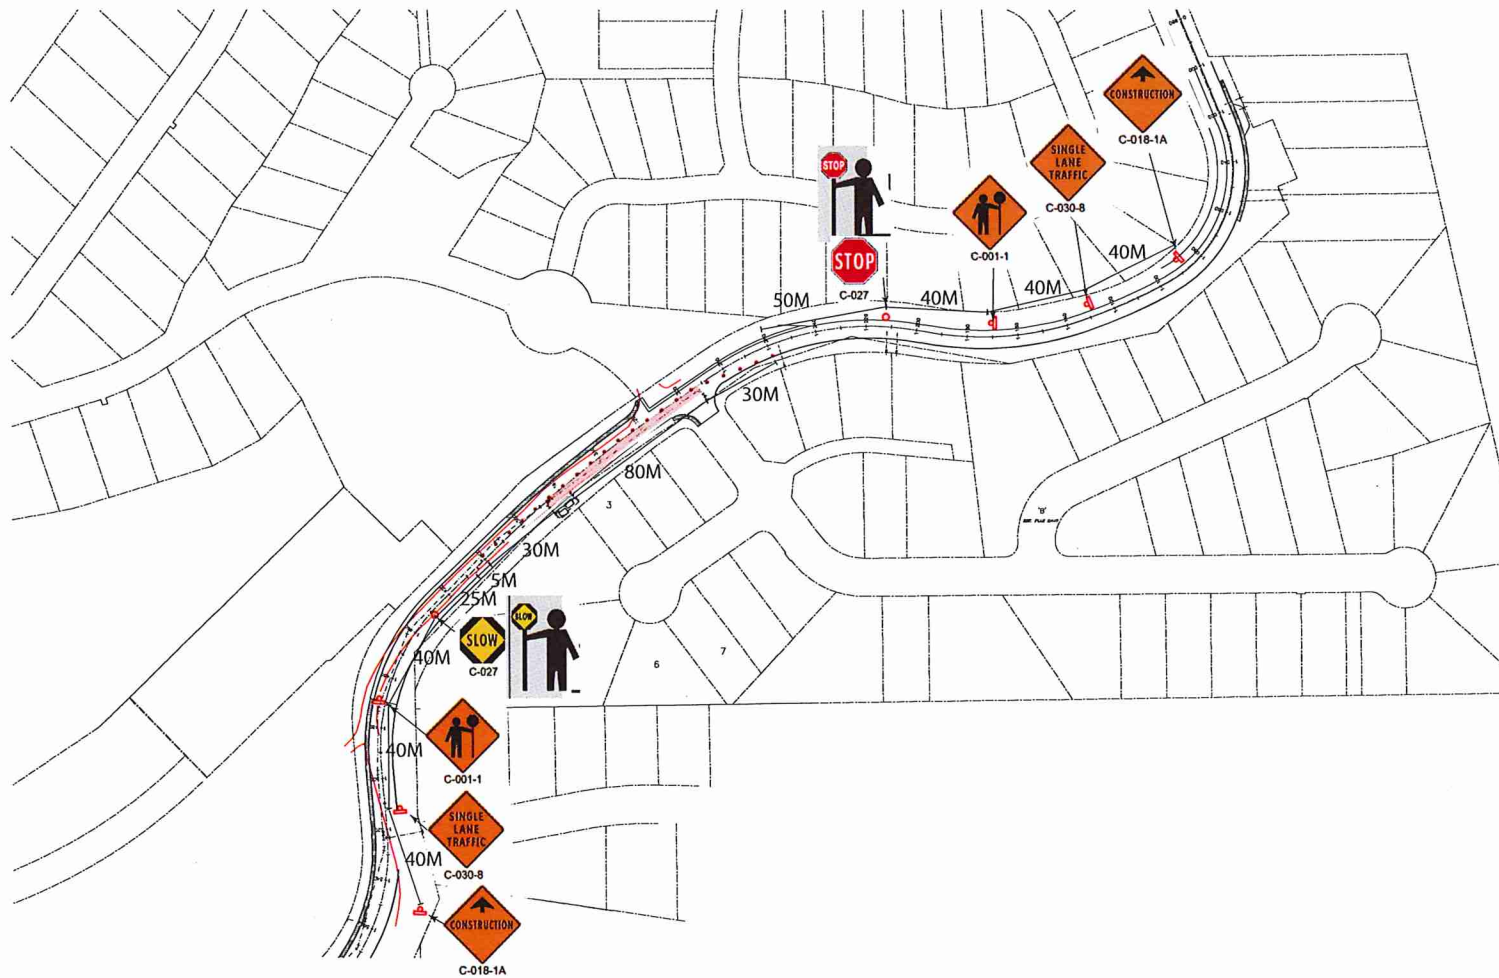 CONSTRUCTION
C-018-1A
SINGLE
LANE
TRAFFIC
C-030-8
STOP
C-001-1
STOP
C-027
50M
40M
40M
40M
30M
80M
3
30M
5M
25M
SLOW
SLOW
C-027
40M
6
7
"B"
C-001-1
40M
SINGLE
LANE
TRAFFIC
C-030-8
40M
CONSTRUCTION
C-018-1A